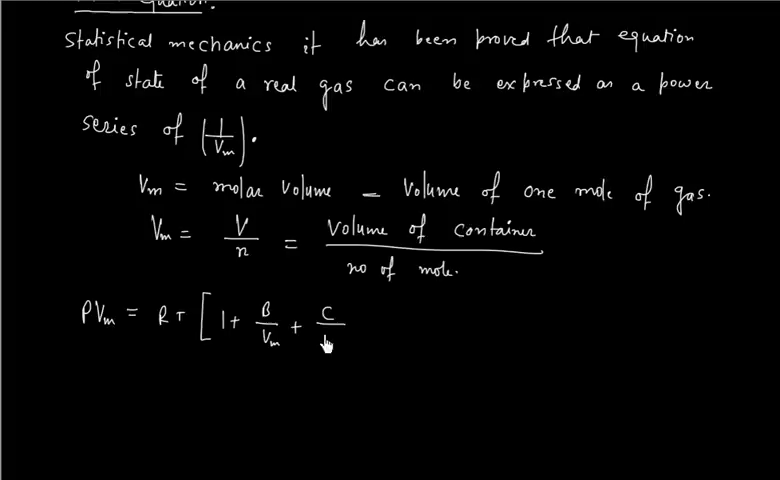 Equation.
Statistical mechanics it has been proved that equation
of state of a real gas can be expressed as a power
series of (1/Vm).
Vm = molar volume - volume of one mole of gas.
Vm = V/n = Volume of container/no of mole.
PVm = RT [ 1 + B/Vm + C/